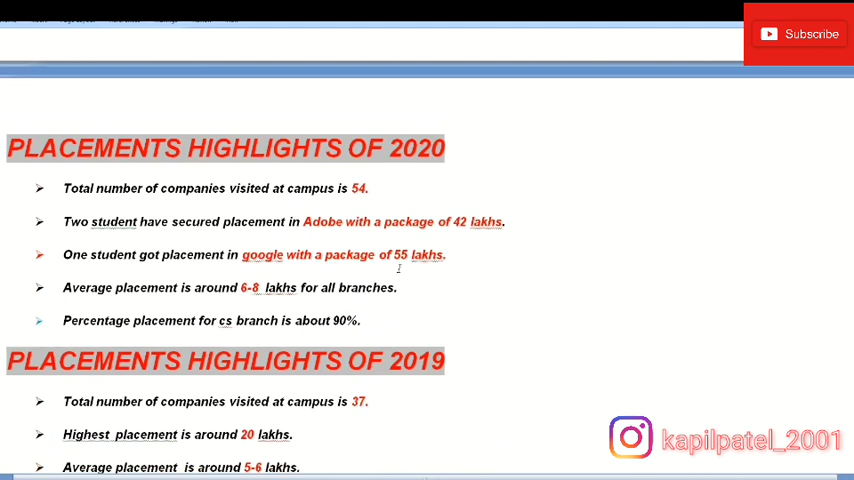 Subscribe
PLACEMENTS HIGHLIGHTS OF 2020
Total number of companies visited at campus is 54.
Two student have secured placement in Adobe with a package of 42 lakhs.
One student got placement in google with a package of 55 lakhs.
Average placement is around 6-8 lakhs for all branches.
Percentage placement for cs branch is about 90%.
PLACEMENTS HIGHLIGHTS OF 2019
Total number of companies visited at campus is 37.
Highest placement is around 20 lakhs.
kapilpatel_2001
Average placement is around 5-6 lakhs.